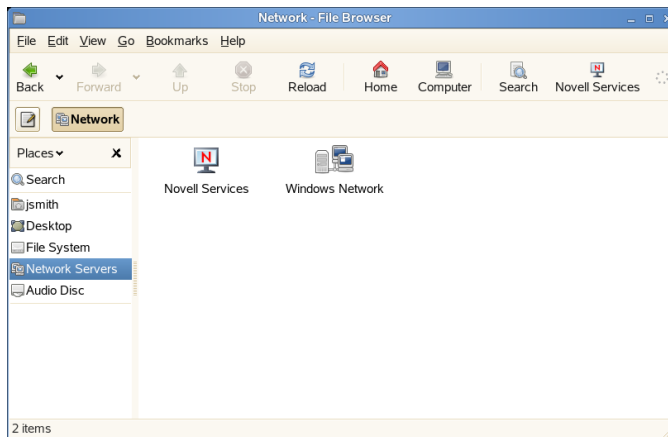 Network - File Browser
File Edit View Go Bookmarks Help
Back Forward Up Stop Reload Home Computer Search Novell Services
Network
Places
Search
jsmith
Desktop
File System
Network Servers
Audio Disc
N
Novell Services
Windows Network
2 items